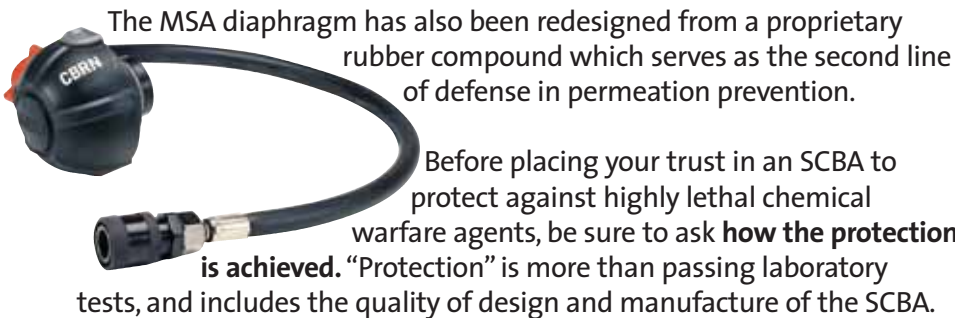 The MSA diaphragm has also been redesigned from a proprietary
rubber compound which serves as the second line
of defense in permeation prevention.
CBRN
Before placing your trust in an SCBA to
protect against highly lethal chemical
warfare agents, be sure to ask how the protection
is achieved. “Protection” is more than passing laboratory
tests, and includes the quality of design and manufacture of the SCBA.